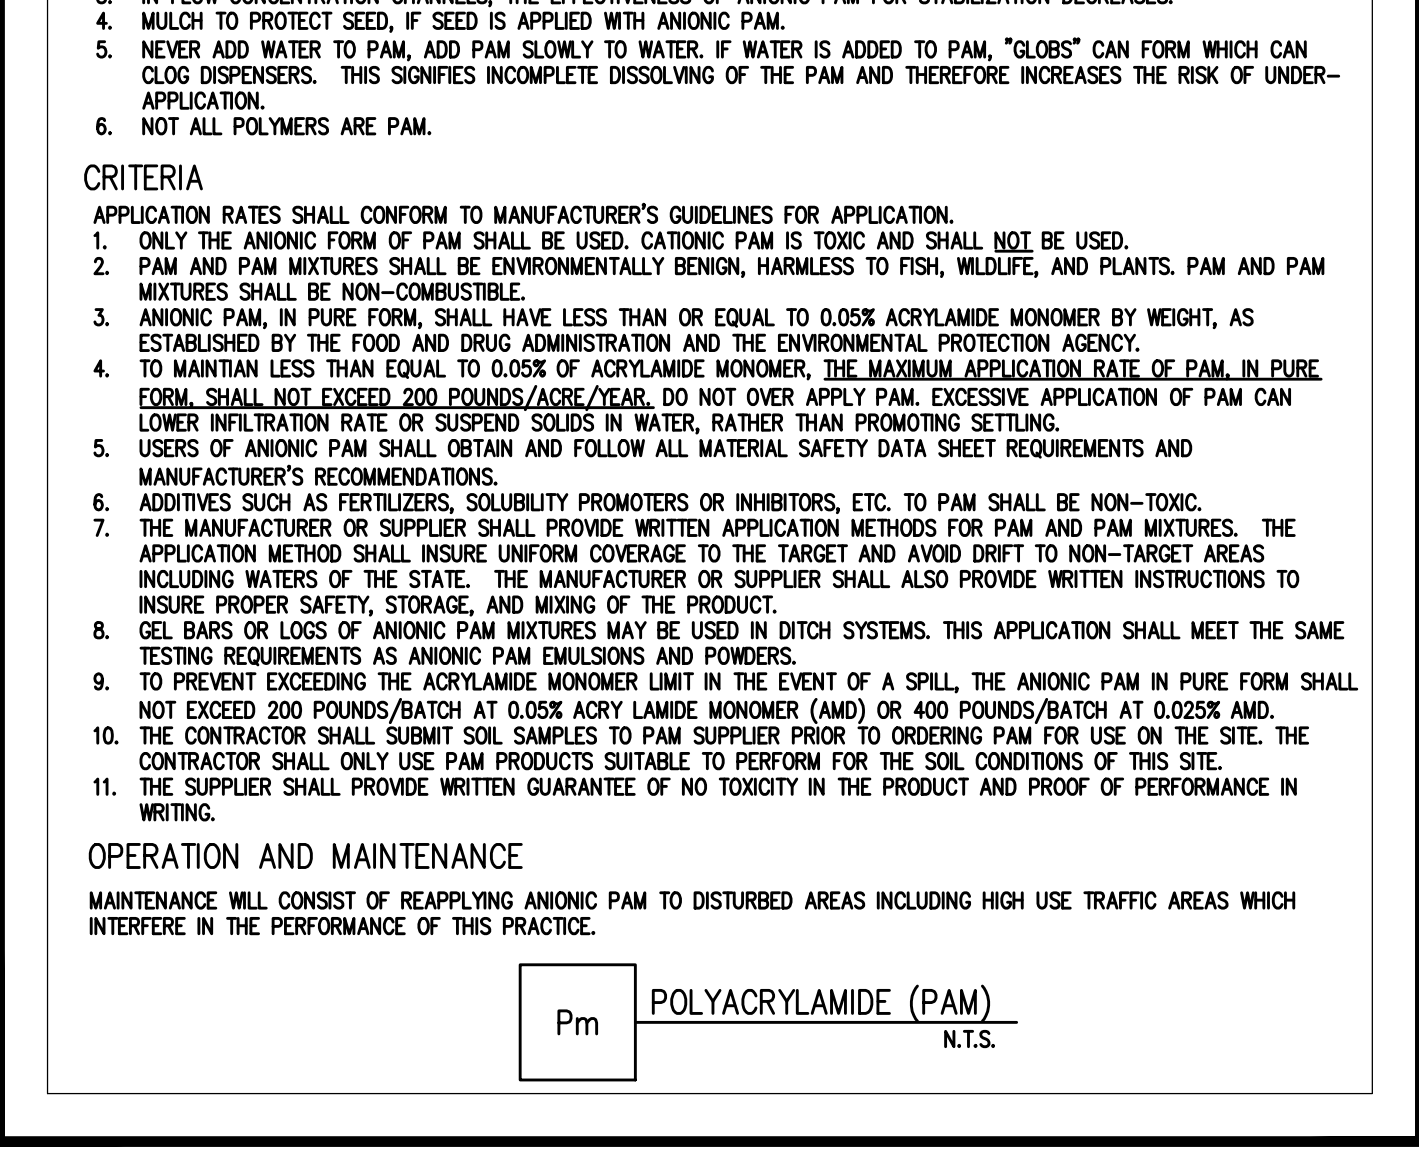 3. IN FLOW CONCENTRATION CHANNELS, THE EFFECTIVENESS OF ANIONIC PAM FOR STABILIZATION DECREASES.
4. MULCH TO PROTECT SEED, IF SEED IS APPLIED WITH ANIONIC PAM.
5. NEVER ADD WATER TO PAM, ADD PAM SLOWLY TO WATER. IF WATER IS ADDED TO PAM, "GLOBS" CAN FORM WHICH CAN
CLOG DISPENSERS. THIS SIGNIFIES INCOMPLETE DISSOLVING OF THE PAM AND THEREFORE INCREASES THE RISK OF UNDER-
APPLICATION.
6. NOT ALL POLYMERS ARE PAM.
CRITERIA
APPLICATION RATES SHALL CONFORM TO MANUFACTURER'S GUIDELINES FOR APPLICATION.
1. ONLY THE ANIONIC FORM OF PAM SHALL BE USED. CATIONIC PAM IS TOXIC AND SHALL NOT BE USED.
2. PAM AND PAM MIXTURES SHALL BE ENVIRONMENTALLY BENIGN, HARMLESS TO FISH, WILDLIFE, AND PLANTS. PAM AND PAM
MIXTURES SHALL BE NON-COMBUSTIBLE.
3. ANIONIC PAM, IN PURE FORM, SHALL HAVE LESS THAN OR EQUAL TO 0.05% ACRYLAMIDE MONOMER BY WEIGHT, AS
ESTABLISHED BY THE FOOD AND DRUG ADMINISTRATION AND THE ENVIRONMENTAL PROTECTION AGENCY.
4. TO MAINTIAN LESS THAN EQUAL TO 0.05% OF ACRYLAMIDE MONOMER, THE MAXIMUM APPLICATION RATE OF PAM, IN PURE
FORM, SHALL NOT EXCEED 200 POUNDS/ACRE/YEAR. DO NOT OVER APPLY PAM. EXCESSIVE APPLICATION OF PAM CAN
LOWER INFILTRATION RATE OR SUSPEND SOLIDS IN WATER, RATHER THAN PROMOTING SETTLING.
5. USERS OF ANIONIC PAM SHALL OBTAIN AND FOLLOW ALL MATERIAL SAFETY DATA SHEET REQUIREMENTS AND
MANUFACTURER'S RECOMMENDATIONS.
6. ADDITIVES SUCH AS FERTILIZERS, SOLUBILITY PROMOTERS OR INHIBITORS, ETC. TO PAM SHALL BE NON-TOXIC.
7. THE MANUFACTURER OR SUPPLIER SHALL PROVIDE WRITTEN APPLICATION METHODS FOR PAM AND PAM MIXTURES. THE
APPLICATION METHOD SHALL INSURE UNIFORM COVERAGE TO THE TARGET AND AVOID DRIFT TO NON-TARGET AREAS
INCLUDING WATERS OF THE STATE. THE MANUFACTURER OR SUPPLIER SHALL ALSO PROVIDE WRITTEN INSTRUCTIONS TO
INSURE PROPER SAFETY, STORAGE, AND MIXING OF THE PRODUCT.
8. GEL BARS OR LOGS OF ANIONIC PAM MIXTURES MAY BE USED IN DITCH SYSTEMS. THIS APPLICATION SHALL MEET THE SAME
TESTING REQUIREMENTS AS ANIONIC PAM EMULSIONS AND POWDERS.
9. TO PREVENT EXCEEDING THE ACRYLAMIDE MONOMER LIMIT IN THE EVENT OF A SPILL, THE ANIONIC PAM IN PURE FORM SHALL
NOT EXCEED 200 POUNDS/BATCH AT 0.05% ACRY LAMIDE MONOMER (AMD) OR 400 POUNDS/BATCH AT 0.025% AMD.
10. THE CONTRACTOR SHALL SUBMIT SOIL SAMPLES TO PAM SUPPLIER PRIOR TO ORDERING PAM FOR USE ON THE SITE. THE
CONTRACTOR SHALL ONLY USE PAM PRODUCTS SUITABLE TO PERFORM FOR THE SOIL CONDITIONS OF THIS SITE.
11. THE SUPPLIER SHALL PROVIDE WRITTEN GUARANTEE OF NO TOXICITY IN THE PRODUCT AND PROOF OF PERFORMANCE IN
WRITING.
OPERATION AND MAINTENANCE
MAINTENANCE WILL CONSIST OF REAPPLYING ANIONIC PAM TO DISTURBED AREAS INCLUDING HIGH USE TRAFFIC AREAS WHICH
INTERFERE IN THE PERFORMANCE OF THIS PRACTICE.
Pm
POLYACRYLAMIDE (PAM)
N.T.S.